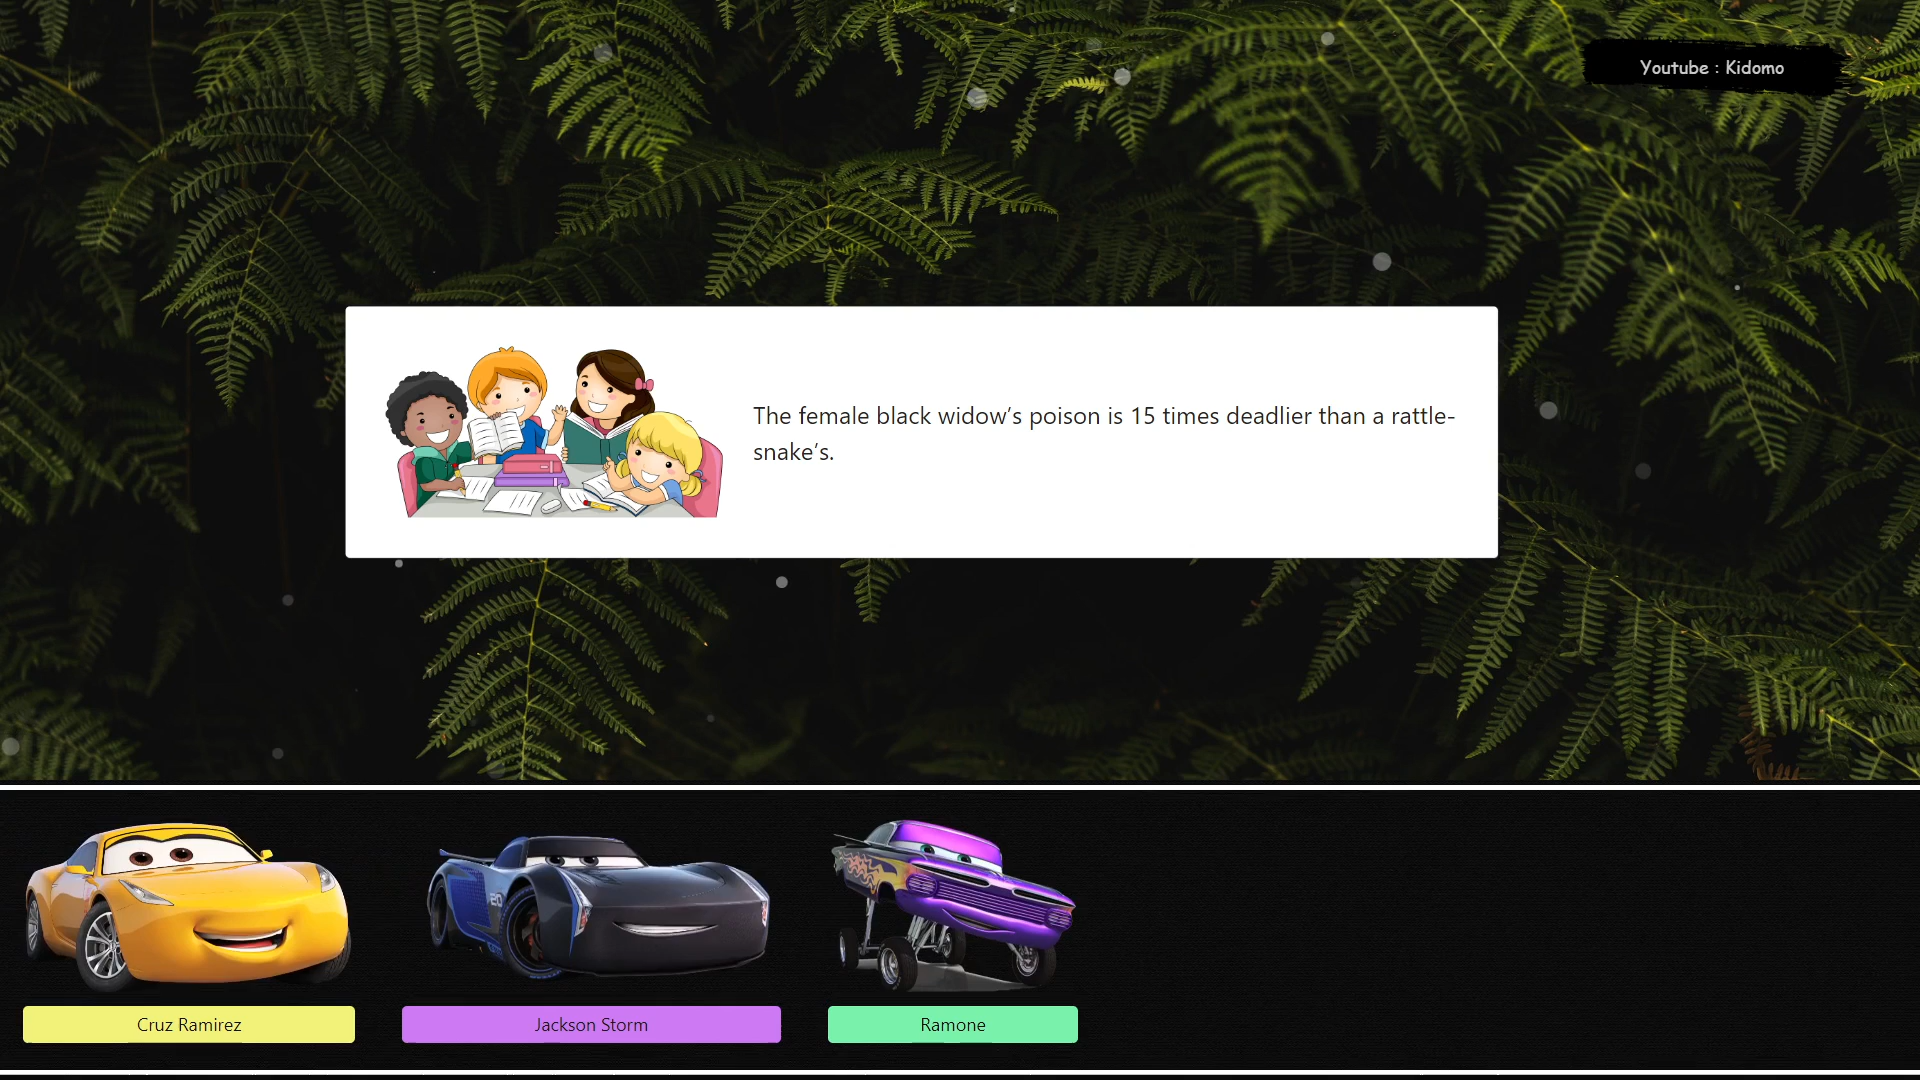 Youtube : Kidomo
The female black widow’s poison is 15 times deadlier than a rattle-
snake’s.
20
Cruz Ramirez
Jackson Storm
Ramone